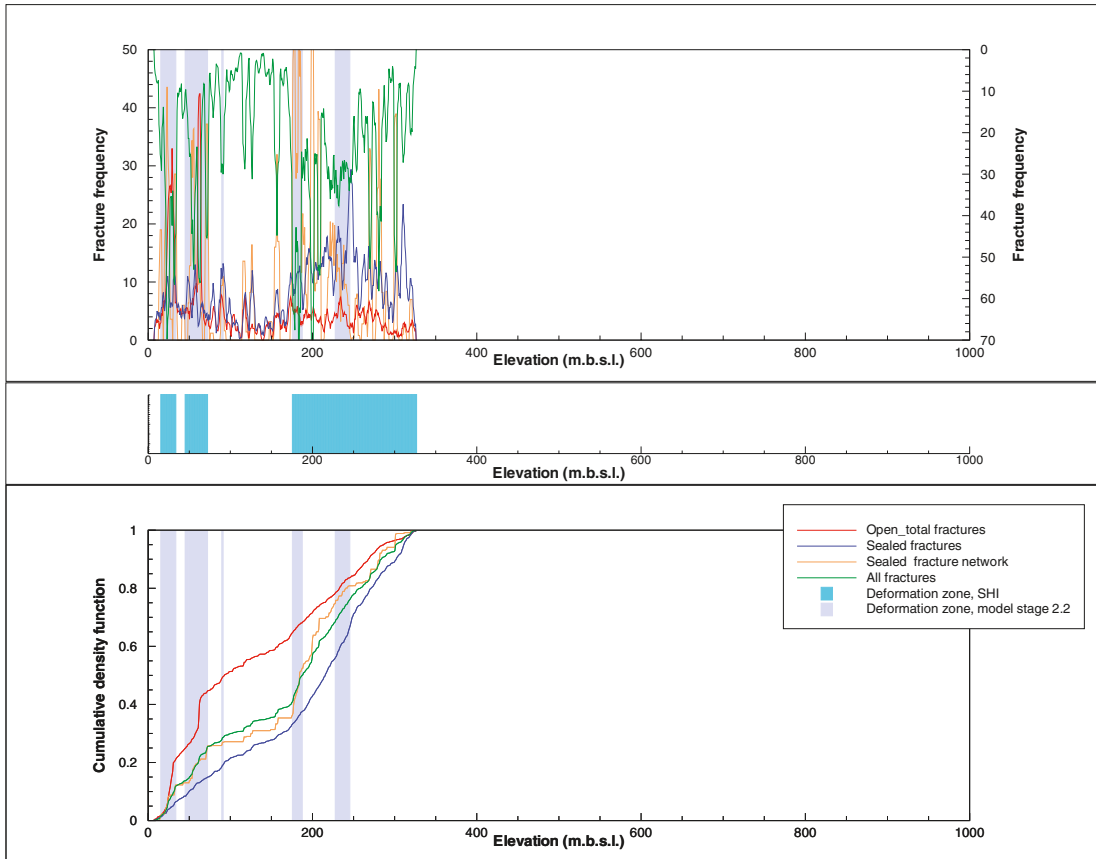 50 0
40 10
30 20
20 30
10 40
0 50
60
70
Fracture frequency
Fracture frequency
0 200 400 600 800 1000
Elevation (m.b.s.l.)
0 200 400 600 800 1000
Elevation (m.b.s.l.)
1
0.8
0.6
0.4
0.2
0
Cumulative density function
Open_total fractures
Sealed fractures
Sealed fracture network
All fractures
Deformation zone, SHI
Deformation zone, model stage 2.2
0 200 400 600 800 1000
Elevation (m.b.s.l.)